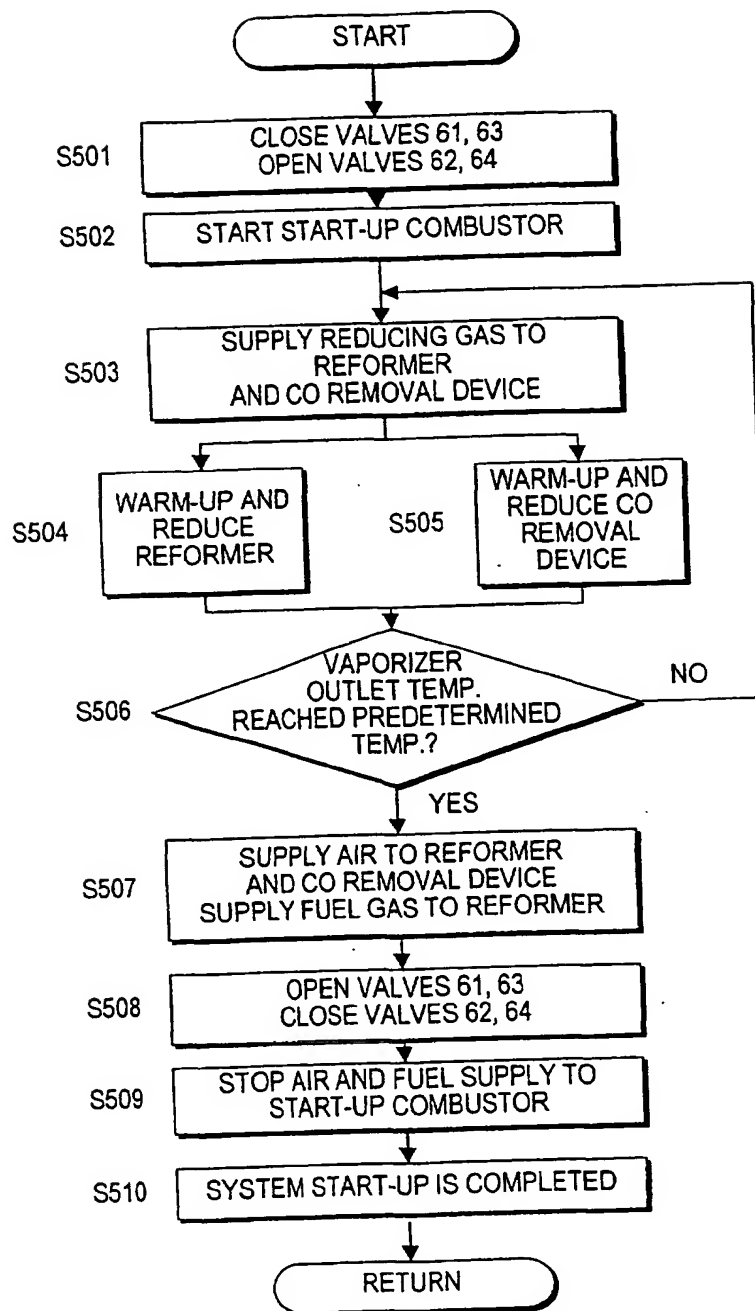 START
S501
CLOSE VALVES 61, 63
OPEN VALVES 62, 64
S502
START START-UP COMBUSTOR
S503
SUPPLY REDUCING GAS TO
REFORMER
AND CO REMOVAL DEVICE
S504
WARM-UP AND
REDUCE
REFORMER
S505
WARM-UP AND
REDUCE CO
REMOVAL
DEVICE
S506
VAPORIZER
OUTLET TEMP.
REACHED PREDETERMINED
TEMP.?
NO
YES
S507
SUPPLY AIR TO REFORMER
AND CO REMOVAL DEVICE
SUPPLY FUEL GAS TO REFORMER
S508
OPEN VALVES 61, 63
CLOSE VALVES 62, 64
S509
STOP AIR AND FUEL SUPPLY TO
START-UP COMBUSTOR
S510
SYSTEM START-UP IS COMPLETED
RETURN